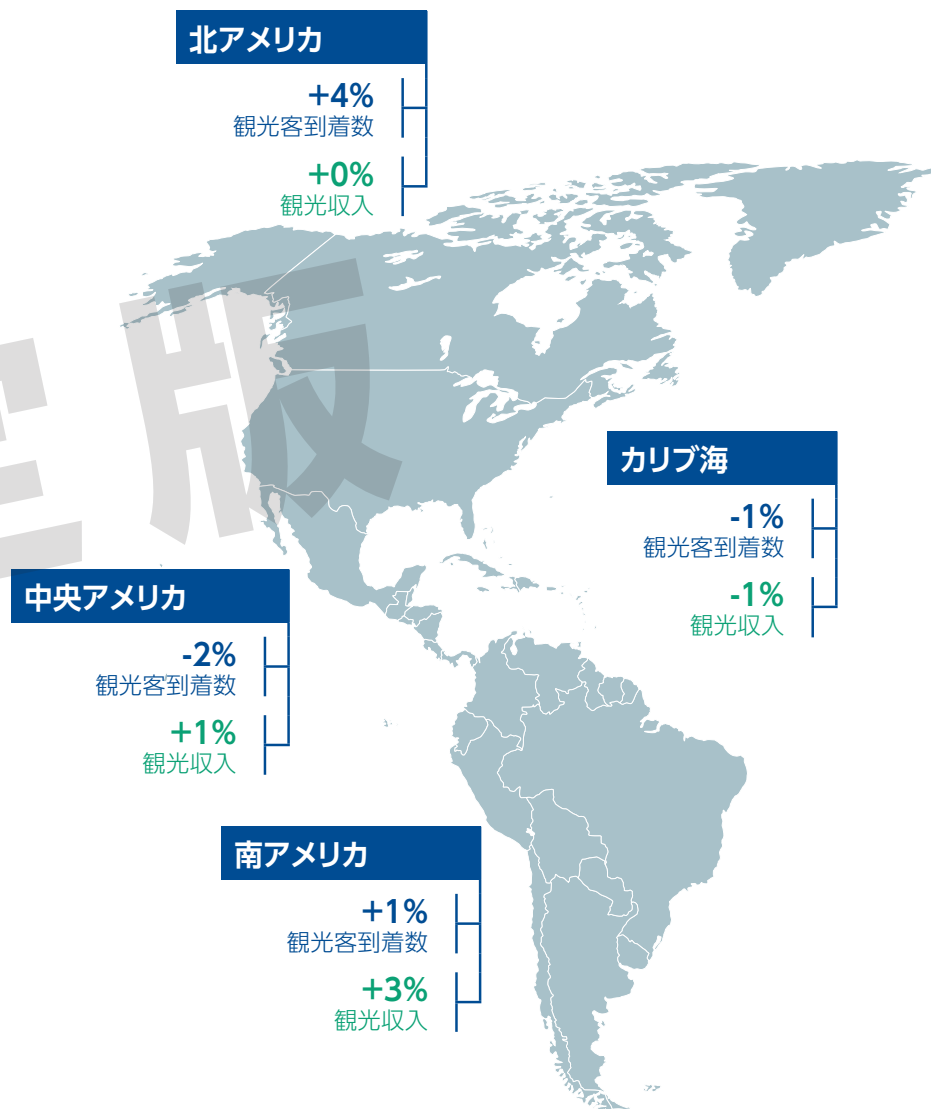 北アメリカ
+4%
観光客到着数
+0%
観光収入
カリブ海
-1%
観光客到着数
-1%
観光収入
中央アメリカ
-2%
観光客到着数
+1%
観光収入
南アメリカ
+1%
観光客到着数
+3%
観光収入
版